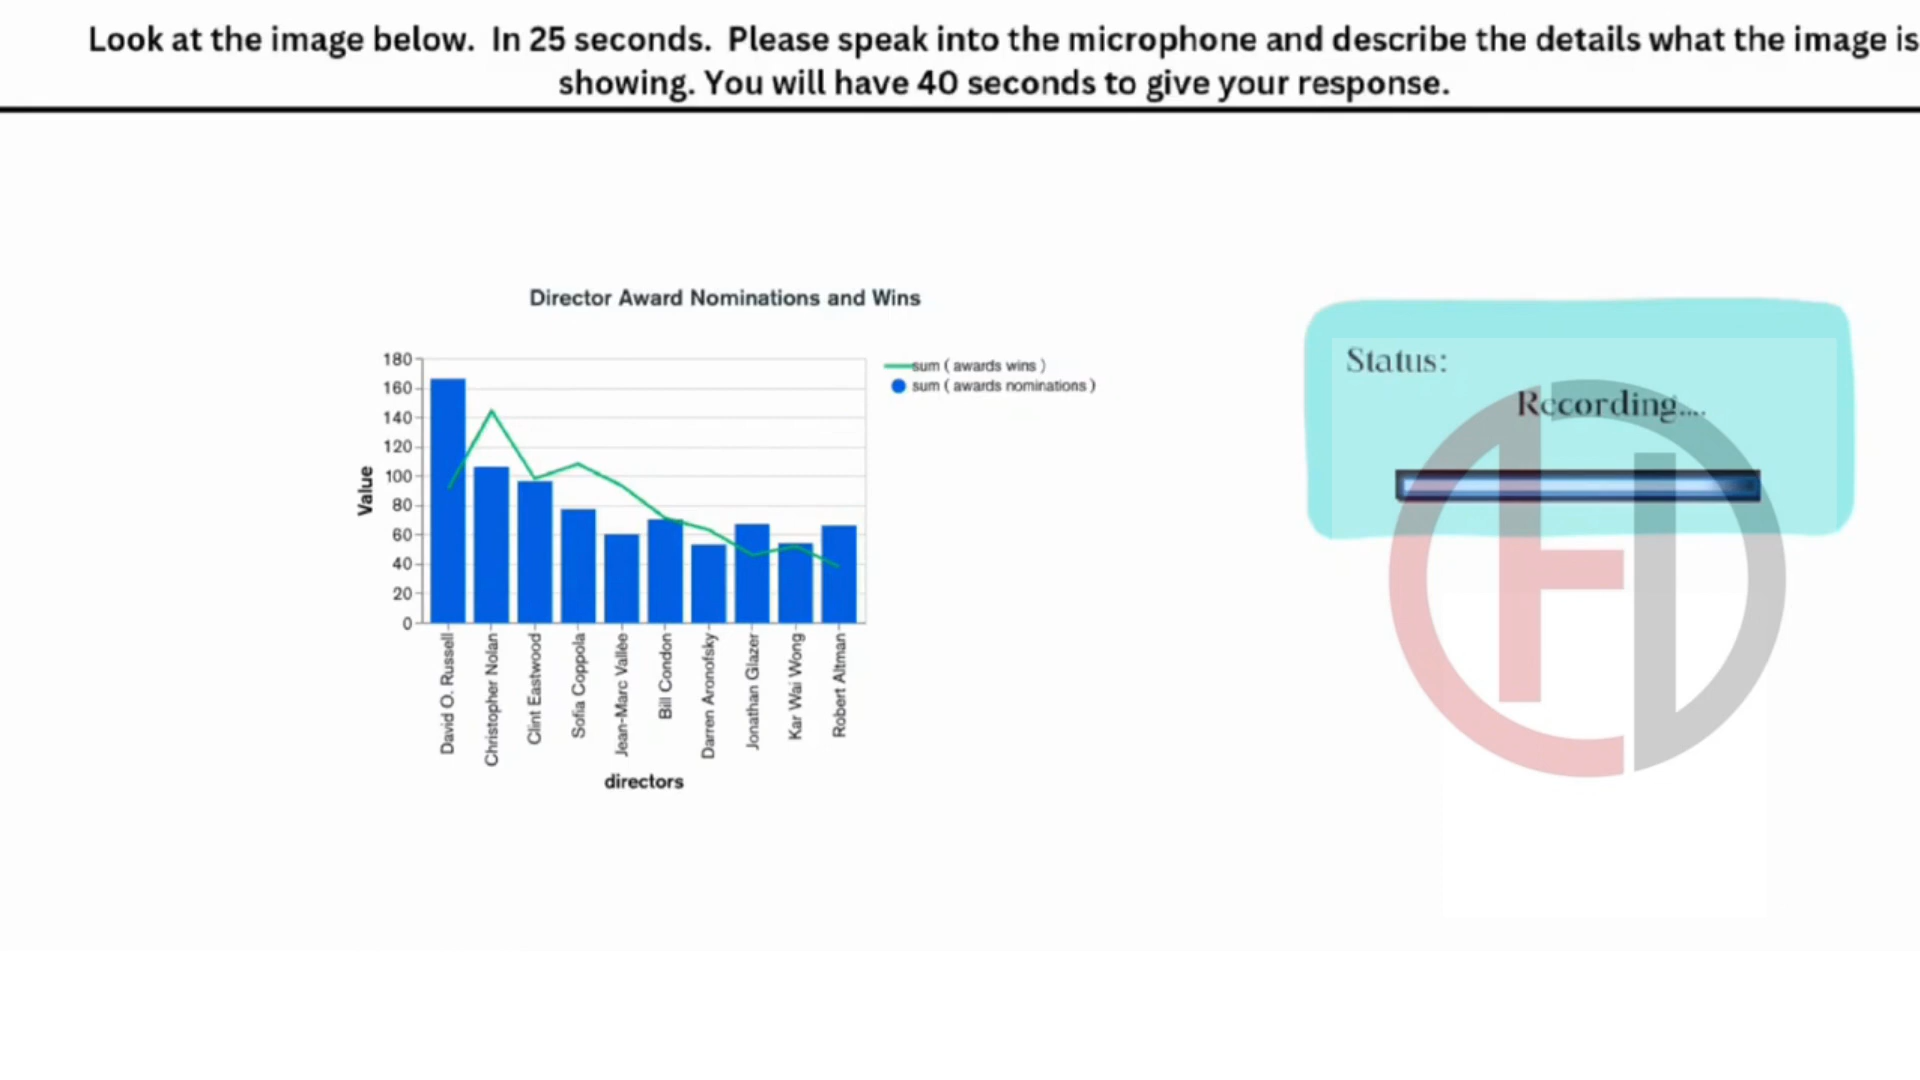 Look at the image below. In 25 seconds. Please speak into the microphone and describe the details what the image is
showing. You will have 40 seconds to give your response.
Director Award Nominations and Wins
180
160
140
120
100
80
60
40
20
0
Value
sum ( awards wins )
sum ( awards nominations )
David O. Russell
Christopher Nolan
Clint Eastwood
Sofia Coppola
Jean-Marc Vallée
Bill Condon
Darren Aronofsky
Jonathan Glazer
Kar Wai Wong
Robert Altman
directors
Status:
Recording....